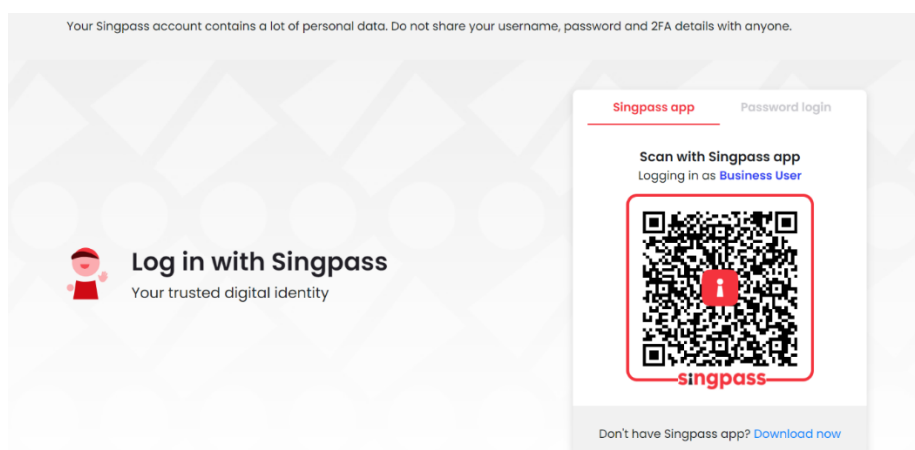 Your Singpass account contains a lot of personal data. Do not share your username, password and 2FA details with anyone.
Singpass app
Password login
Scan with Singpass app
Logging in as Business User
Log in with Singpass
Your trusted digital identity
singpass
Don't have Singpass app? Download now